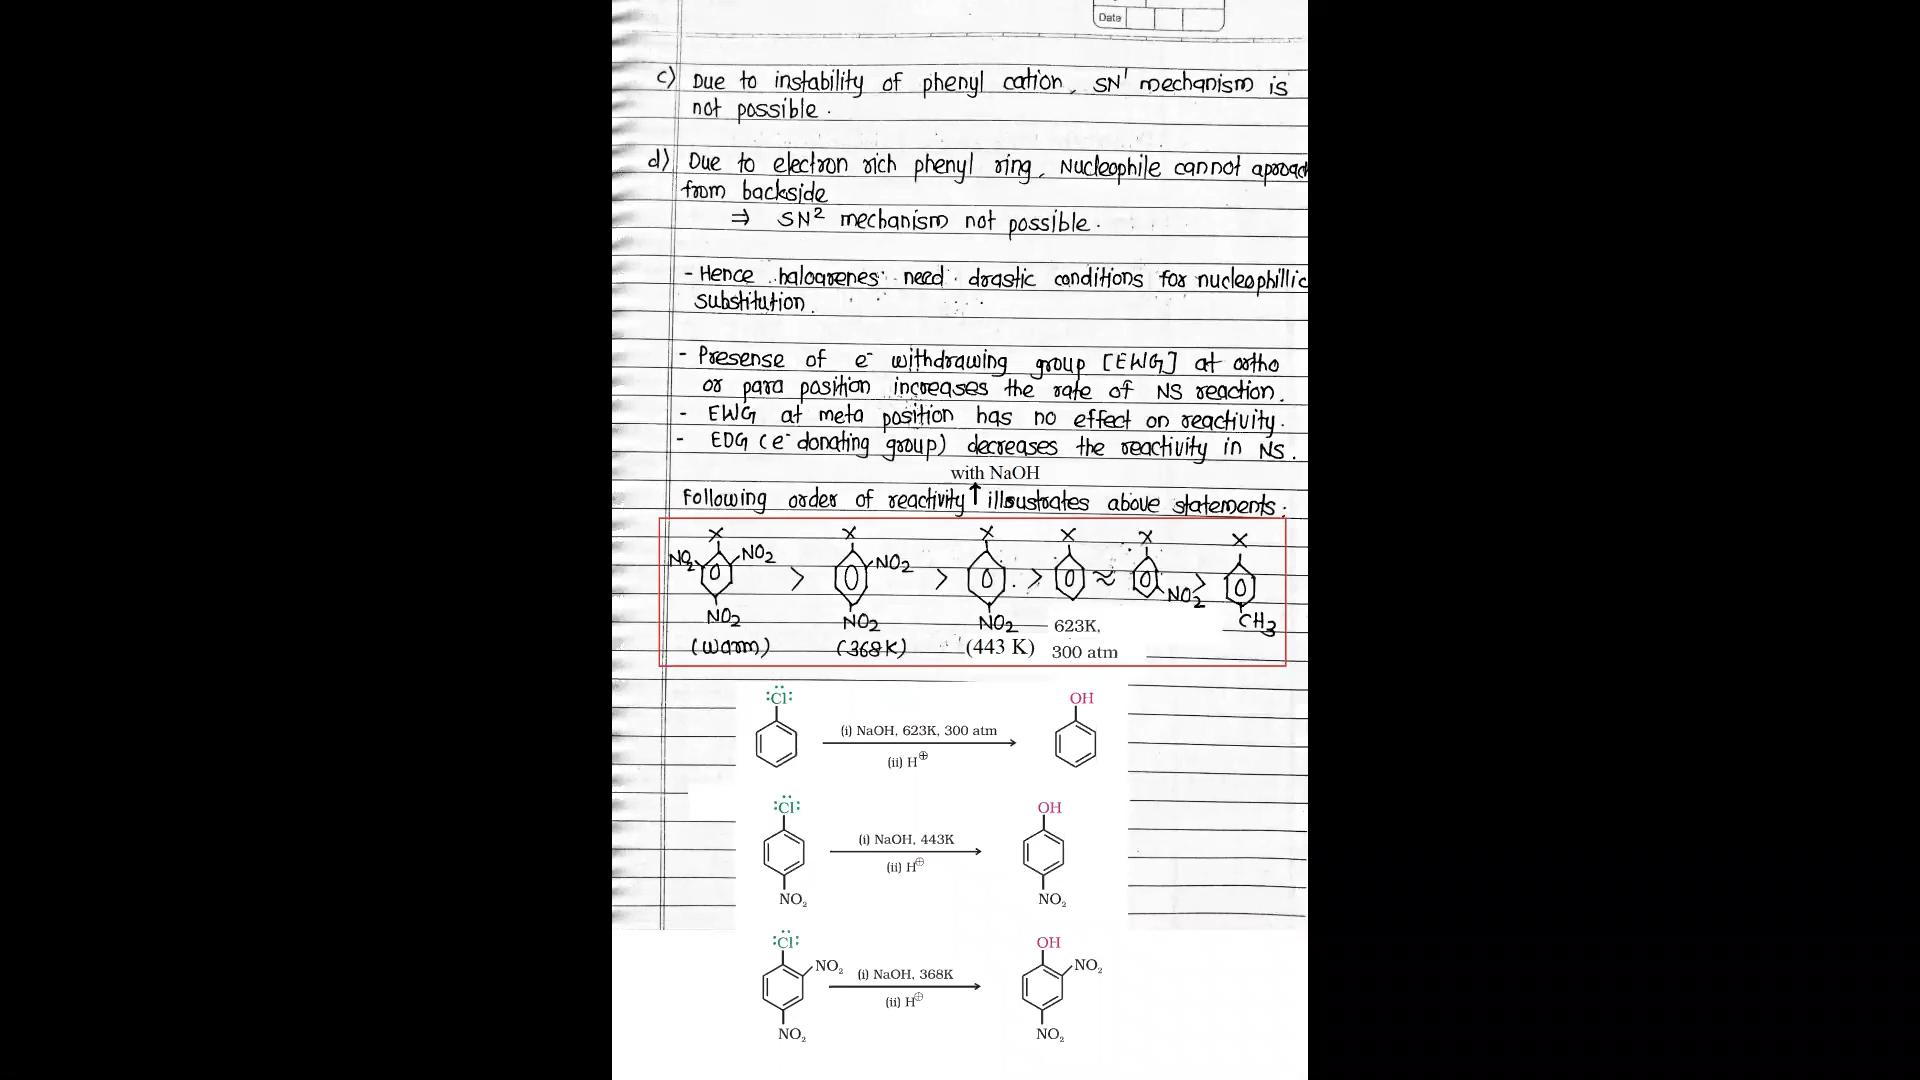 Date
c) Due to instability of phenyl cation, SN1 mechanism is
not possible.
d) Due to electron rich phenyl ring, Nucleophile cannot aproach
from backside
⇒ SN2 mechanism not possible.
- Hence haloarenes need drastic conditions for nucleophillic
substitution.
- Presense of e- withdrawing group [EWG] at ortho
or para position increases the rate of NS reaction.
- EWG at meta position has no effect on reactivity.
- EDG (e- donating group) decreases the reactivity in NS.
with NaOH
Following order of reactivity ↑ illsustrates above statements:
X X X X X X
NO2 NO2 > NO2 > > ≈ NO2 >
NO2 NO2 NO2 623K, CH3
(warm) (368K) (443 K) 300 atm
:Cl: OH
(i) NaOH, 623K, 300 atm
(ii) H⊕
:Cl: OH
(i) NaOH, 443K
(ii) H⊕
NO2 NO2
:Cl: OH
NO2 (i) NaOH, 368K NO2
(ii) H⊕
NO2 NO2